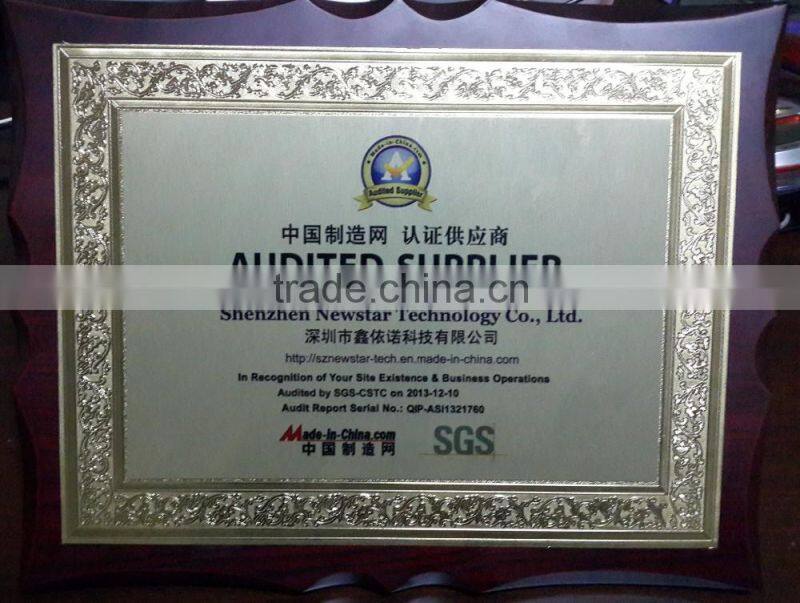 Made-in-China.com
A
Audited Supplier
中国制造网 认证供应商
AUDITED SUPPLIER
trade.china.cn
Shenzhen Newstar Technology Co., Ltd.
深圳市鑫依诺科技有限公司
http://sznewstar-tech.en.made-in-china.com
In Recognition of Your Site Existence & Business Operations
Audited by SGS-CSTC on 2013-12-10
Audit Report Serial No.: QIP-ASI1321760
Made-in-China.com
中国制造网
SGS